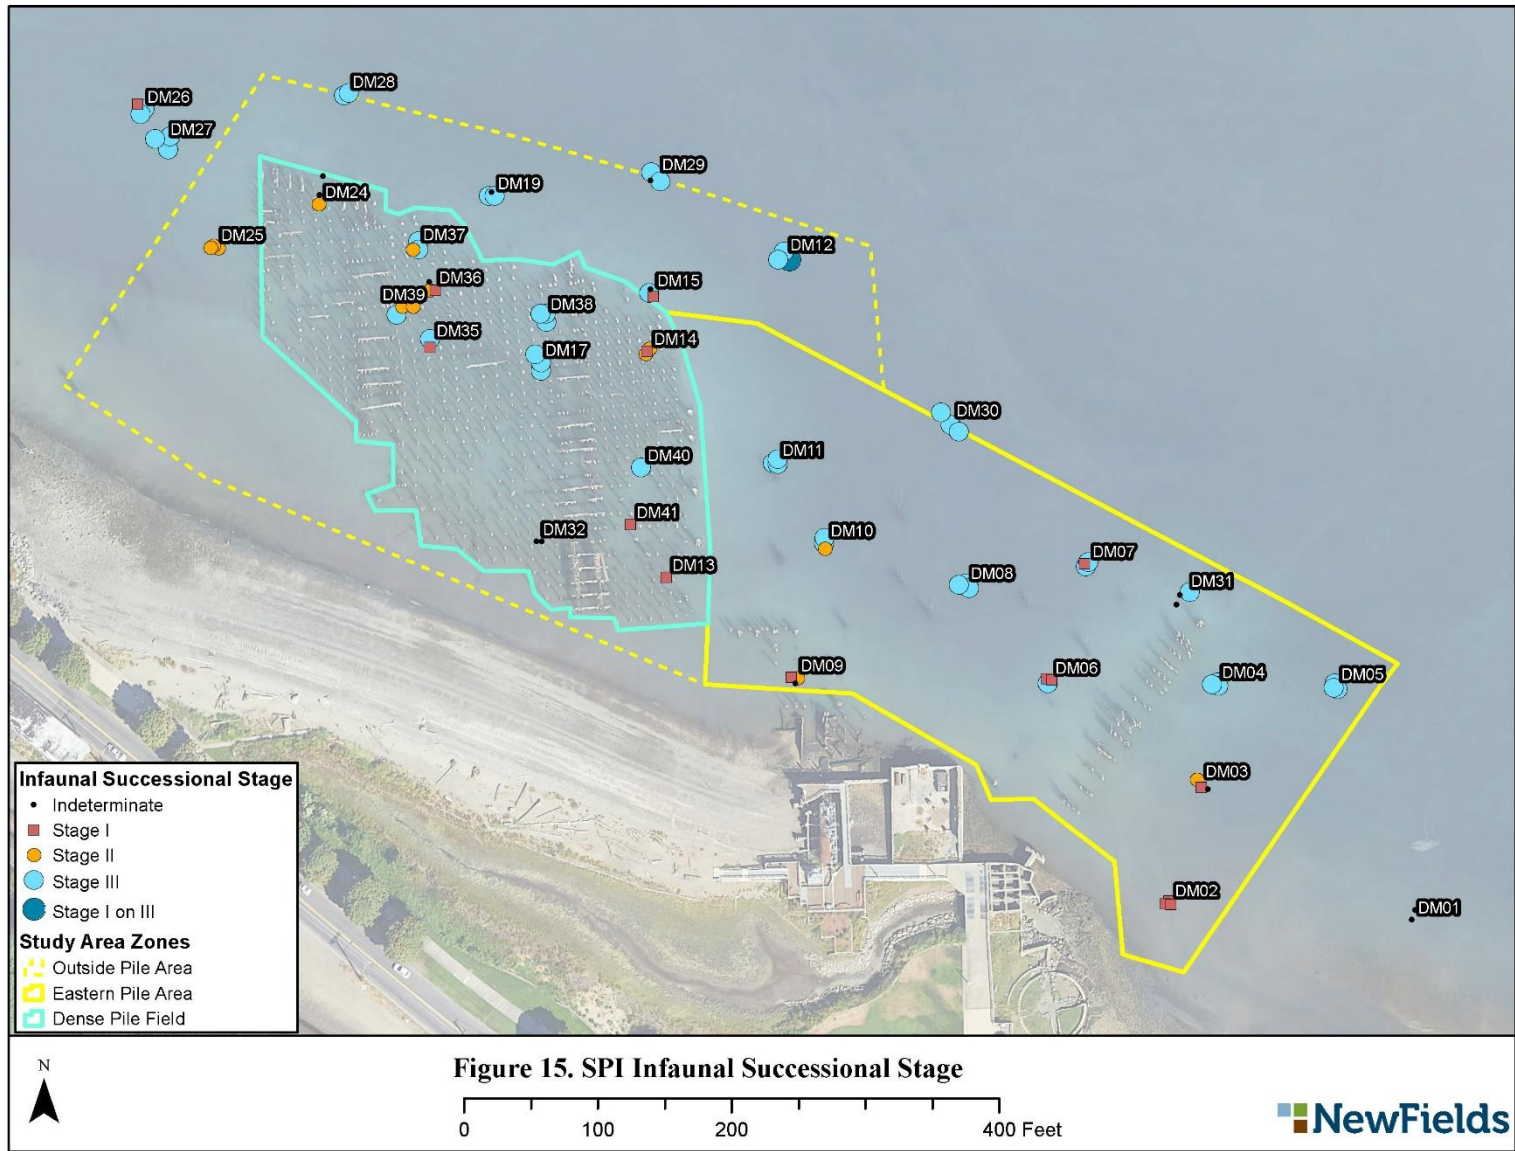 DM28
DM26
DM27
DM29
DM19
DM24
DM25
DM37
DM12
DM36
DM15
DM39
DM38
DM35
DM14
DM17
DM30
DM11
DM40
DM41
DM32
DM10
DM07
DM13
DM08
DM31
DM09
DM06
DM04
DM05
DM03
DM02
DM01
Infaunal Successional Stage
Indeterminate
Stage I
Stage II
Stage III
Stage I on III
Study Area Zones
Outside Pile Area
Eastern Pile Area
Dense Pile Field
N
Figure 15. SPI Infaunal Successional Stage
0 100 200 400 Feet
NewFields